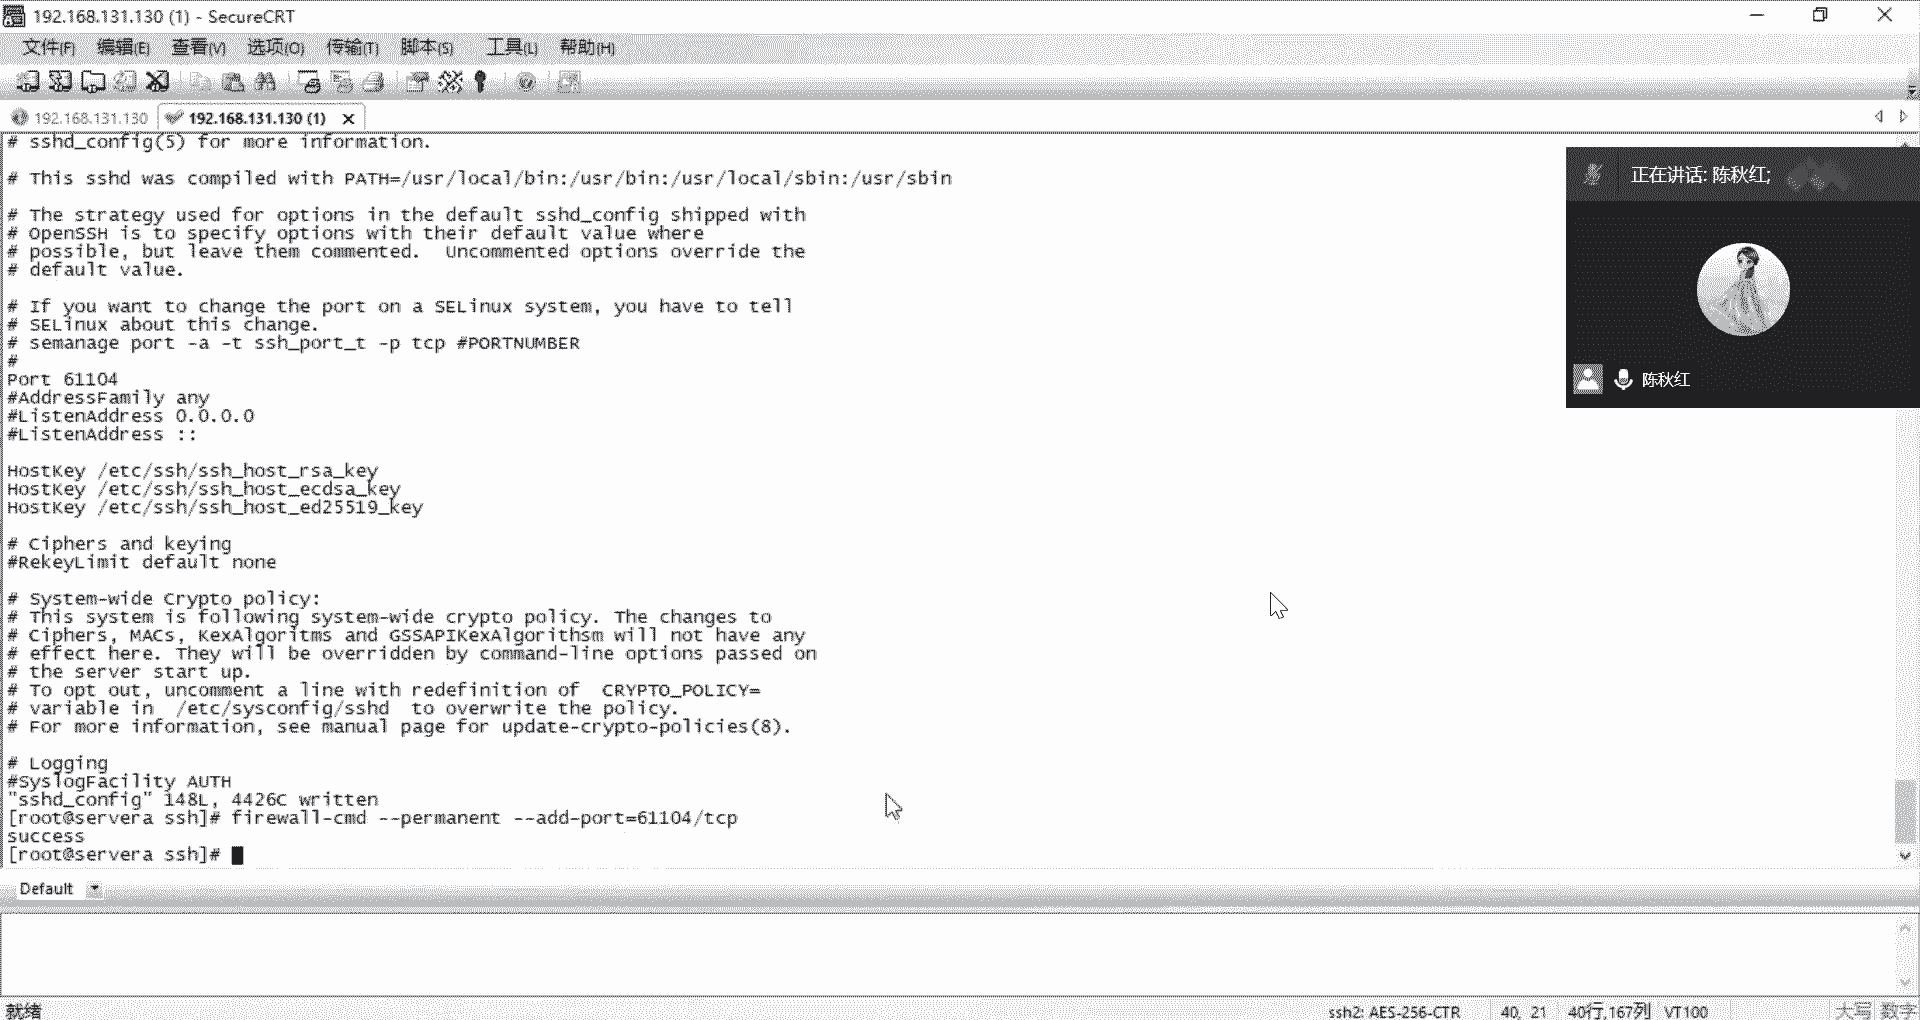 192.168.131.130 (1) - SecureCRT
文件(F) 编辑(E) 查看(V) 选项(O) 传输(T) 脚本(S) 工具(L) 帮助(H)
192.168.131.130 192.168.131.130 (1)
# sshd_config(5) for more information.
# This sshd was compiled with PATH=/usr/local/bin:/usr/bin:/usr/local/sbin:/usr/sbin
# The strategy used for options in the default sshd_config shipped with
# OpenSSH is to specify options with their default value where
# possible, but leave them commented.  Uncommented options override the
# default value.
# If you want to change the port on a SELinux system, you have to tell
# SELinux about this change.
# semanage port -a -t ssh_port_t -p tcp #PORTNUMBER
#
Port 61104
#AddressFamily any
#ListenAddress 0.0.0.0
#ListenAddress ::
HostKey /etc/ssh/ssh_host_rsa_key
HostKey /etc/ssh/ssh_host_ecdsa_key
HostKey /etc/ssh/ssh_host_ed25519_key
# Ciphers and keying
#RekeyLimit default none
# System-wide Crypto policy:
# This system is following system-wide crypto policy. The changes to
# Ciphers, MACs, KexAlgoritms and GSSAPIKexAlgorithsm will not have any
# effect here. They will be overridden by command-line options passed on
# the server start up.
# To opt out, uncomment a line with redefinition of  CRYPTO_POLICY=
# variable in  /etc/sysconfig/sshd  to overwrite the policy.
# For more information, see manual page for update-crypto-policies(8).
# Logging
#SyslogFacility AUTH
"sshd_config" 148L, 4426C written
[root@servera ssh]# firewall-cmd --permanent --add-port=61104/tcp
success
[root@servera ssh]#
正在讲话: 陈秋红;
陈秋红
Default
就绪 ssh2: AES-256-CTR 40, 21 40行,167列 VT100 大写 数字